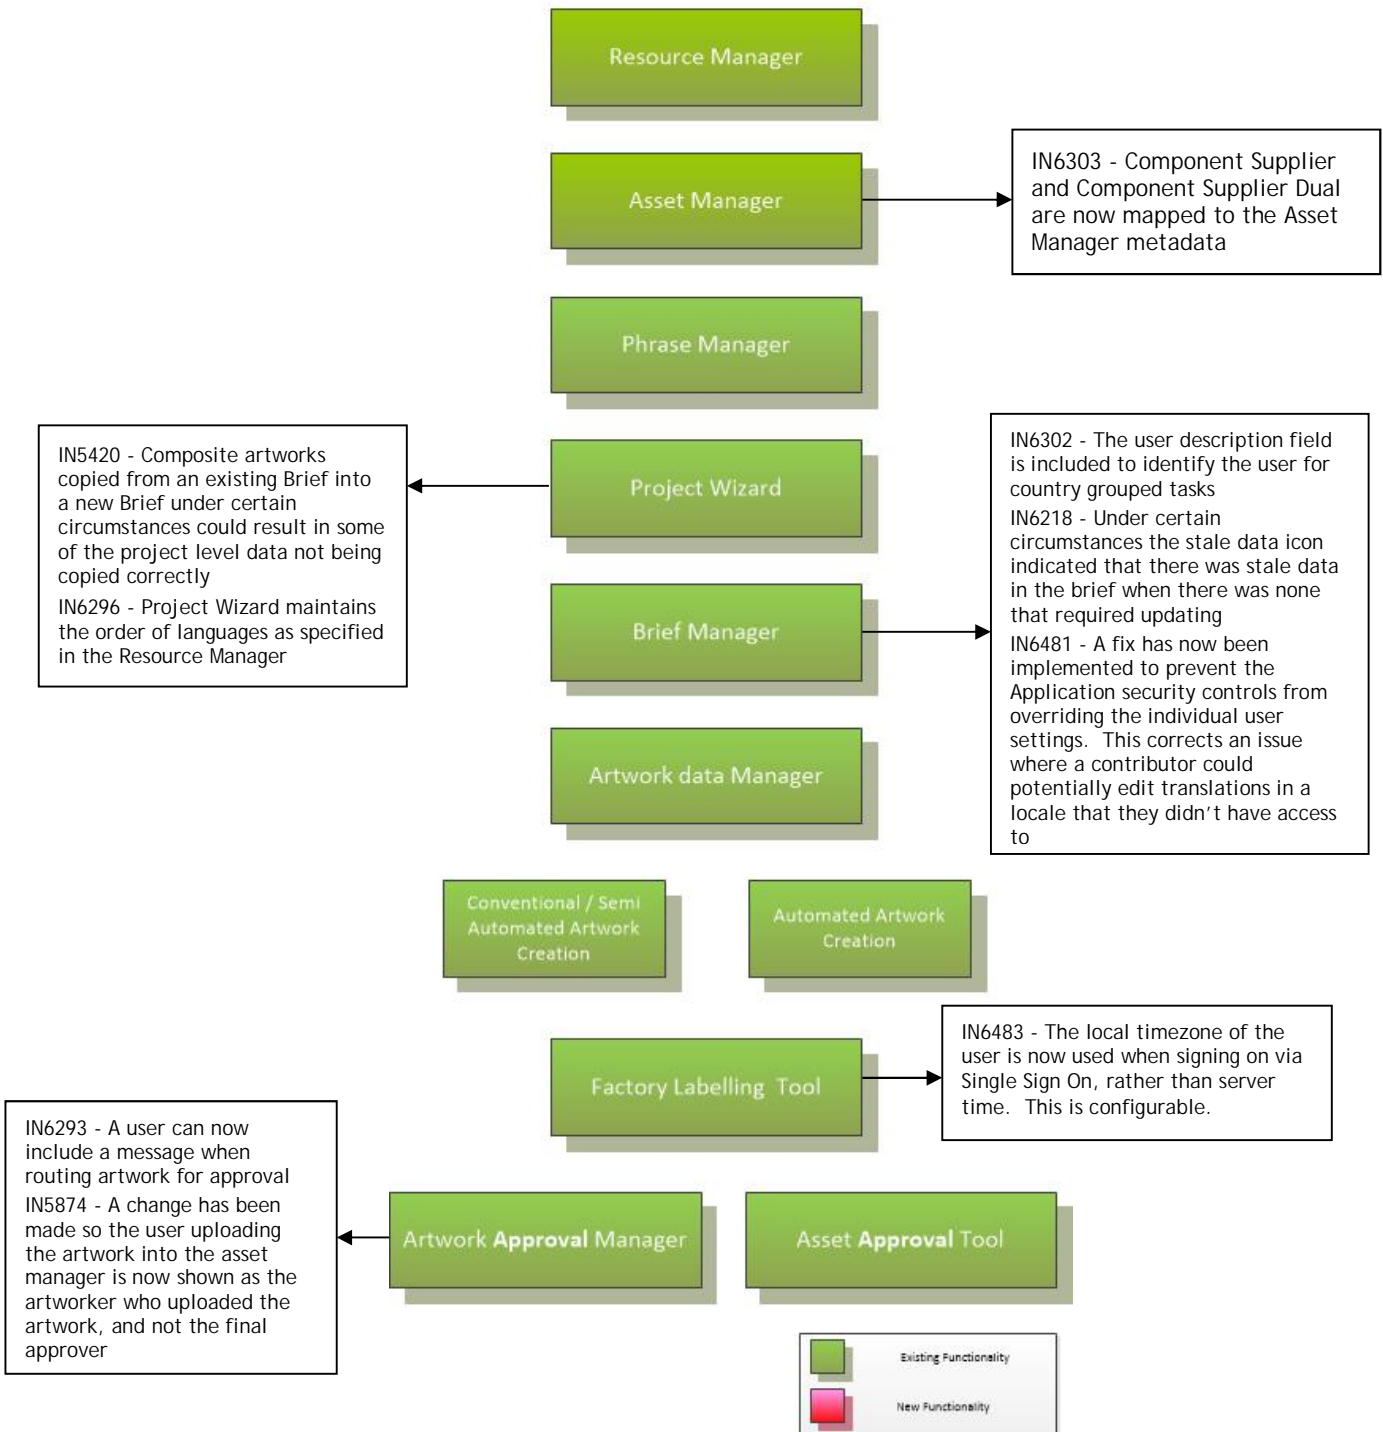 Resource Manager
Asset Manager
IN6303 - Component Supplier
and Component Supplier Dual
are now mapped to the Asset
Manager metadata
Phrase Manager
Project Wizard
IN5420 - Composite artworks
copied from an existing Brief into
a new Brief under certain
circumstances could result in some
of the project level data not being
copied correctly
IN6296 - Project Wizard maintains
the order of languages as specified
in the Resource Manager
Brief Manager
IN6302 - The user description field
is included to identify the user for
country grouped tasks
IN6218 - Under certain
circumstances the stale data icon
indicated that there was stale data
in the brief when there was none
that required updating
IN6481 - A fix has now been
implemented to prevent the
Application security controls from
overriding the individual user
settings.  This corrects an issue
where a contributor could
potentially edit translations in a
locale that they didn’t have access
to
Artwork data Manager
Conventional / Semi
Automated Artwork
Creation
Automated Artwork
Creation
Factory Labelling  Tool
IN6483 - The local timezone of the
user is now used when signing on via
Single Sign On, rather than server
time.  This is configurable.
IN6293 - A user can now
include a message when
routing artwork for approval
IN5874 - A change has been
made so the user uploading
the artwork into the asset
manager is now shown as the
artworker who uploaded the
artwork, and not the final
approver
Artwork Approval Manager
Asset Approval Tool
Existing Functionality
New Functionality